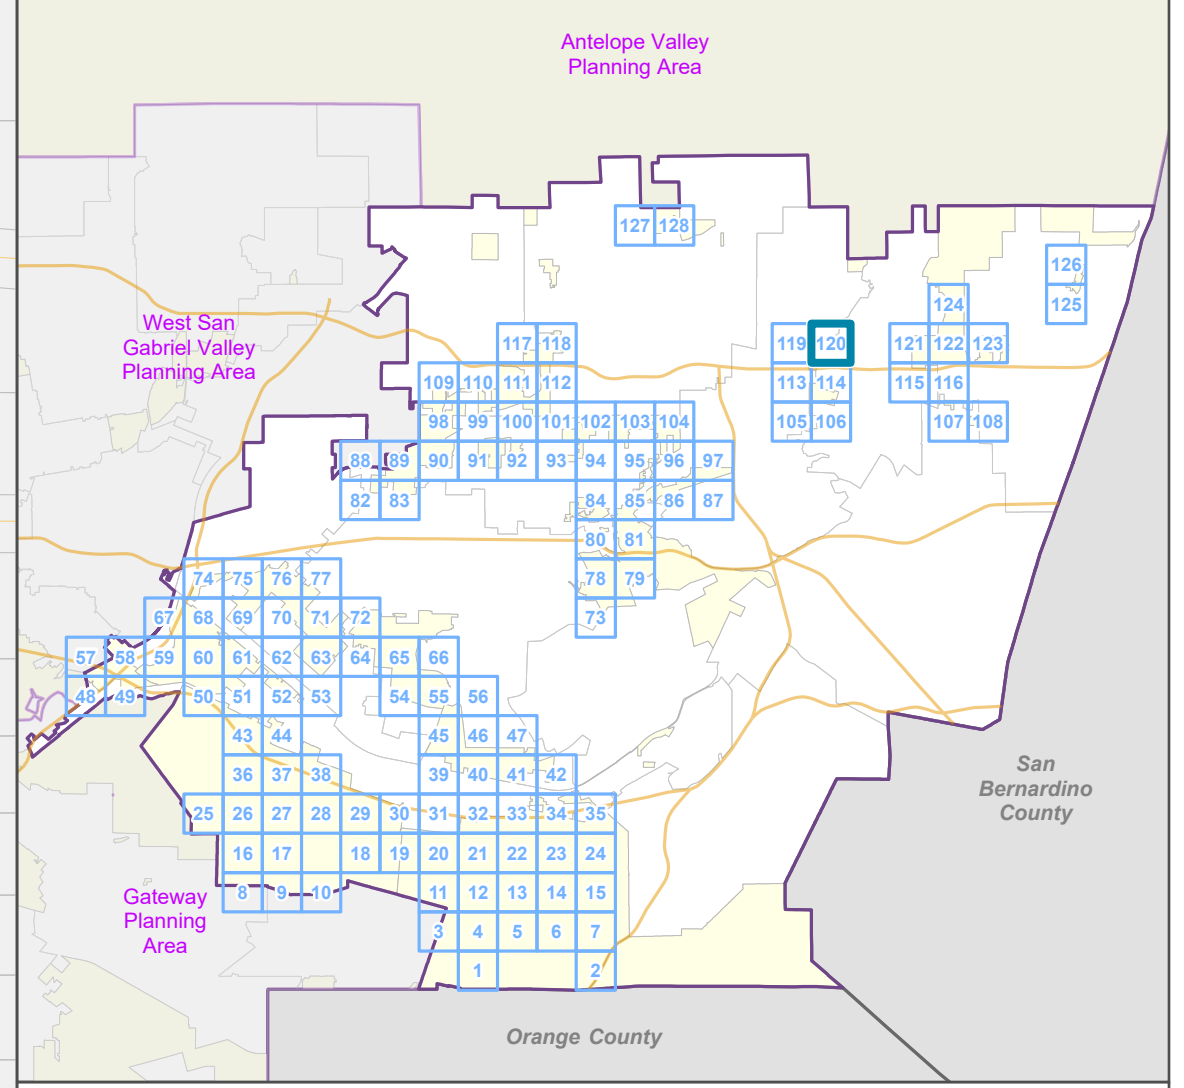 Antelope Valley
Planning Area
127 128
126
124 125
West San
Gabriel Valley
Planning Area
117 118 119 120 121 122 123
109 110 111 112 113 114 115 116
98 99 100 101 102 103 104 105 106 107 108
88 89 90 91 92 93 94 95 96 97
82 83 84 85 86 87
80 81
74 75 76 77 78 79
67 68 69 70 71 72 73
57 58 59 60 61 62 63 64 65 66
48 49 50 51 52 53 54 55 56
43 44 45 46 47
36 37 38 39 40 41 42
San
Bernardino
County
25 26 27 28 29 30 31 32 33 34 35
16 17 18 19 20 21 22 23 24
8 9 10 11 12 13 14 15
Gateway
Planning
Area
3 4 5 6 7
1 2
Orange County